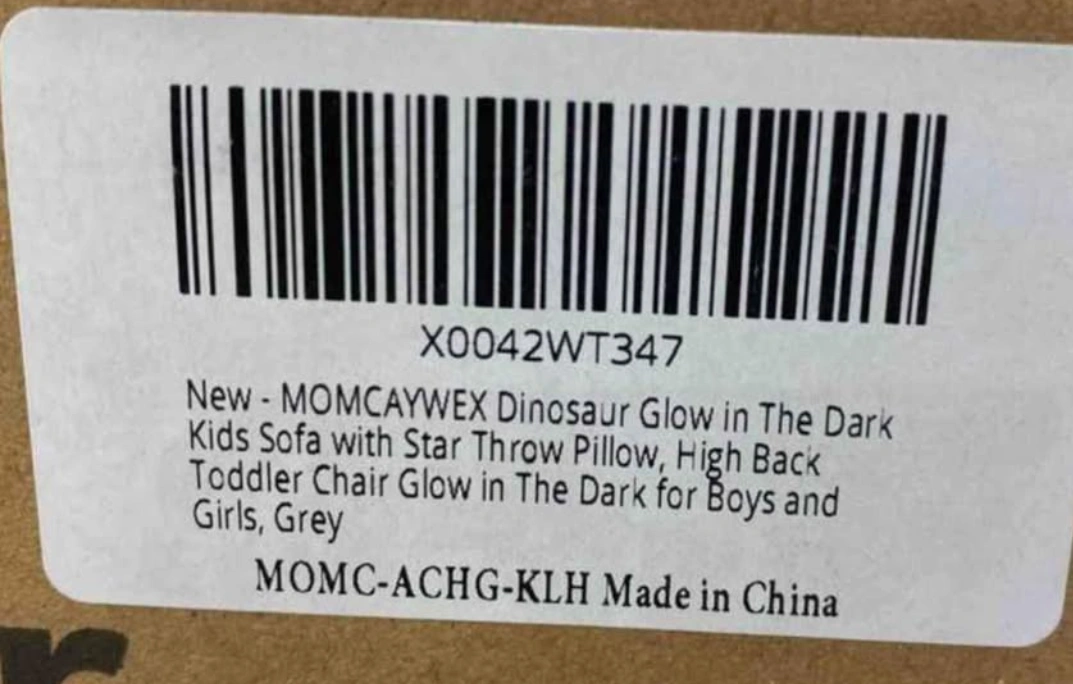 X0042WT347
New - MOMCAYWEX Dinosaur Glow in The Dark
Kids Sofa with Star Throw Pillow, High Back
Toddler Chair Glow in The Dark for Boys and
Girls, Grey
MOMC-ACHG-KLH Made in China